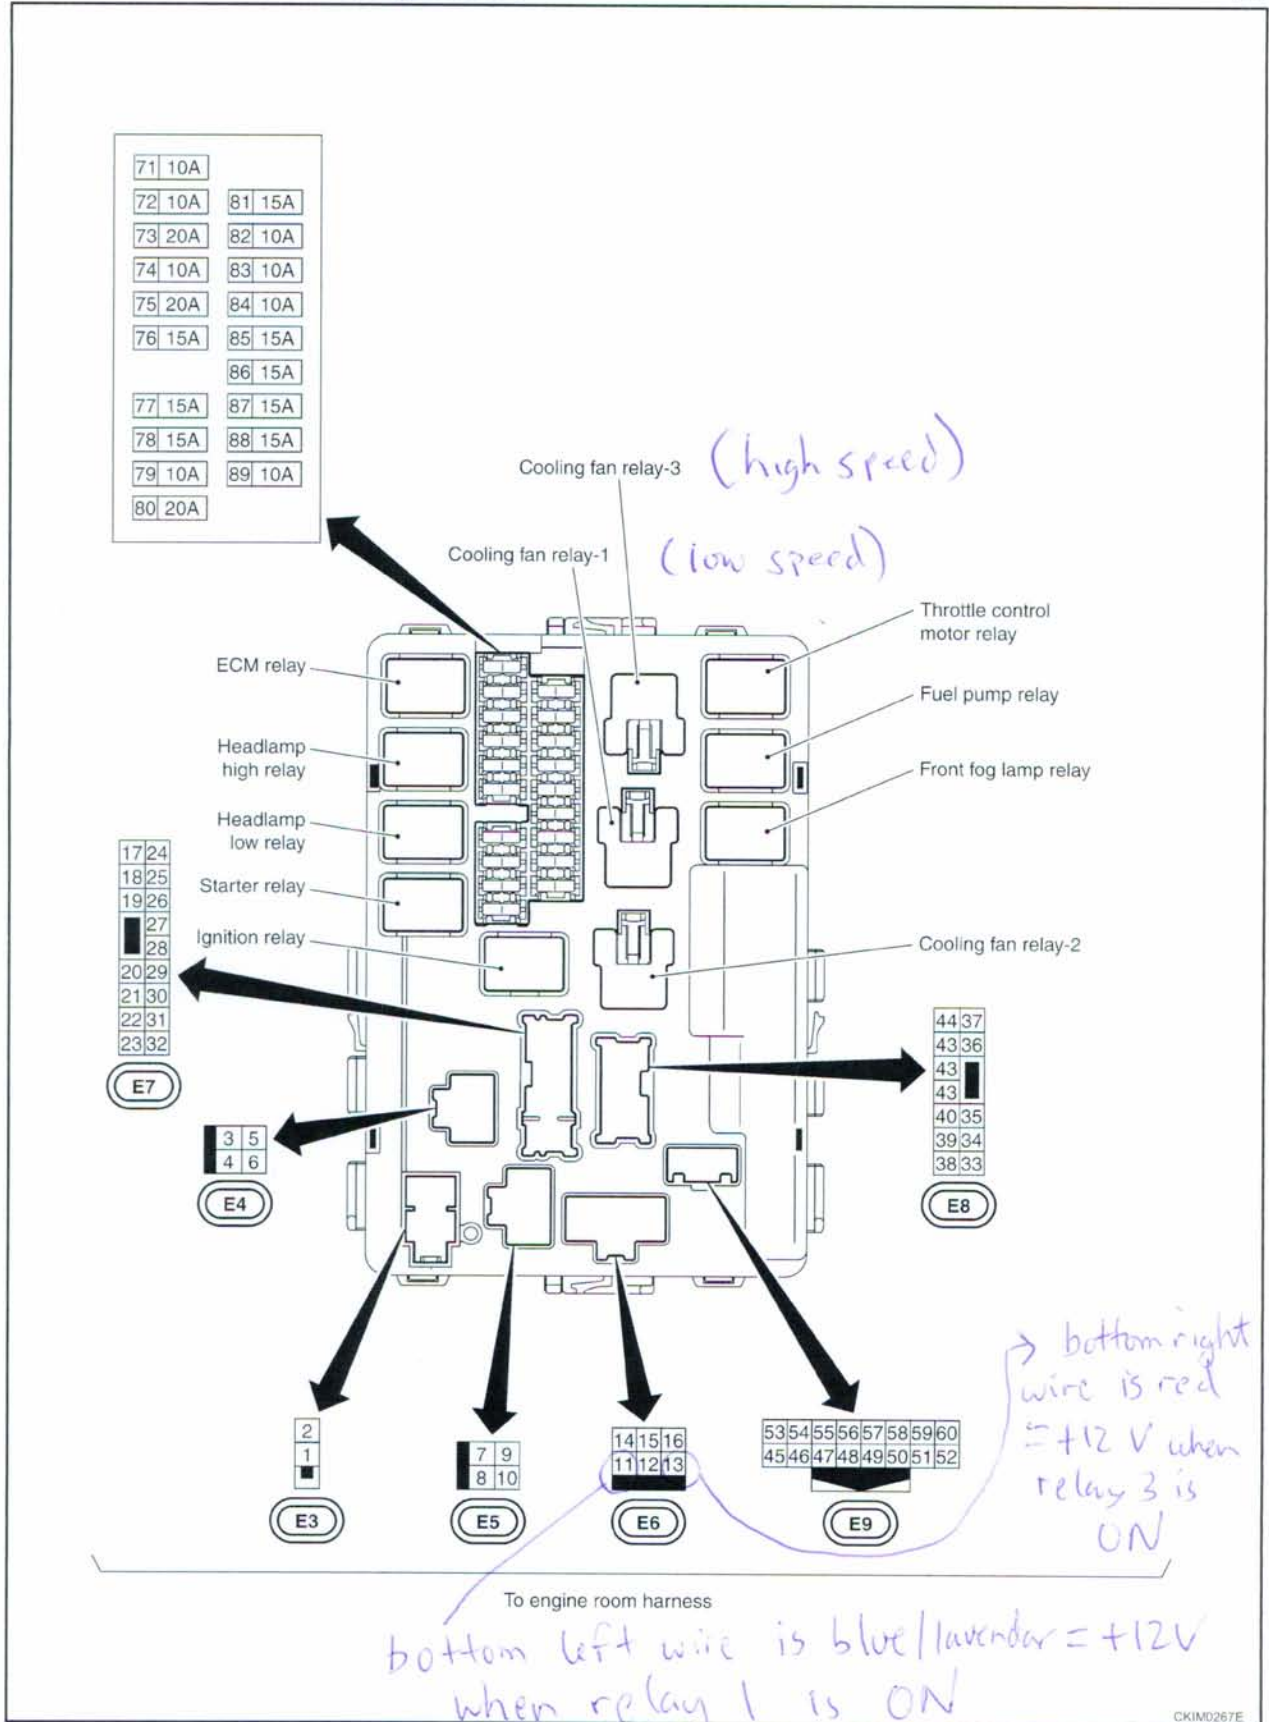 71 10A
72 10A 81 15A
73 20A 82 10A
74 10A 83 10A
75 20A 84 10A
76 15A 85 15A
86 15A
77 15A 87 15A
78 15A 88 15A
79 10A 89 10A
80 20A
Cooling fan relay-3 (high speed)
Cooling fan relay-1 (low speed)
Throttle control
motor relay
ECM relay
Fuel pump relay
Headlamp
high relay
Front fog lamp relay
Headlamp
low relay
Starter relay
Ignition relay
Cooling fan relay-2
17 24
18 25
19 26
27
28
20 29
21 30
22 31
23 32
E7
44 37
43 36
43
43
40 35
39 34
38 33
E8
3 5
4 6
E4
2
1
E3
7 9
8 10
E5
14 15 16
11 12 13
E6
53 54 55 56 57 58 59 60
45 46 47 48 49 50 51 52
E9
bottom right
wire is red
= +12 V when
relay 3 is
ON
To engine room harness
bottom left wire is blue/lavendar = +12V
when relay 1 is ON
CKIM0267E